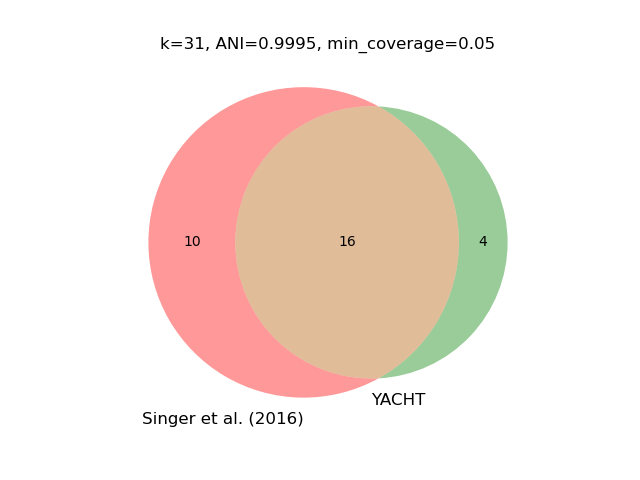 k=31, ANI=0.9995, min_coverage=0.05
10
16
4
YACHT
Singer et al. (2016)